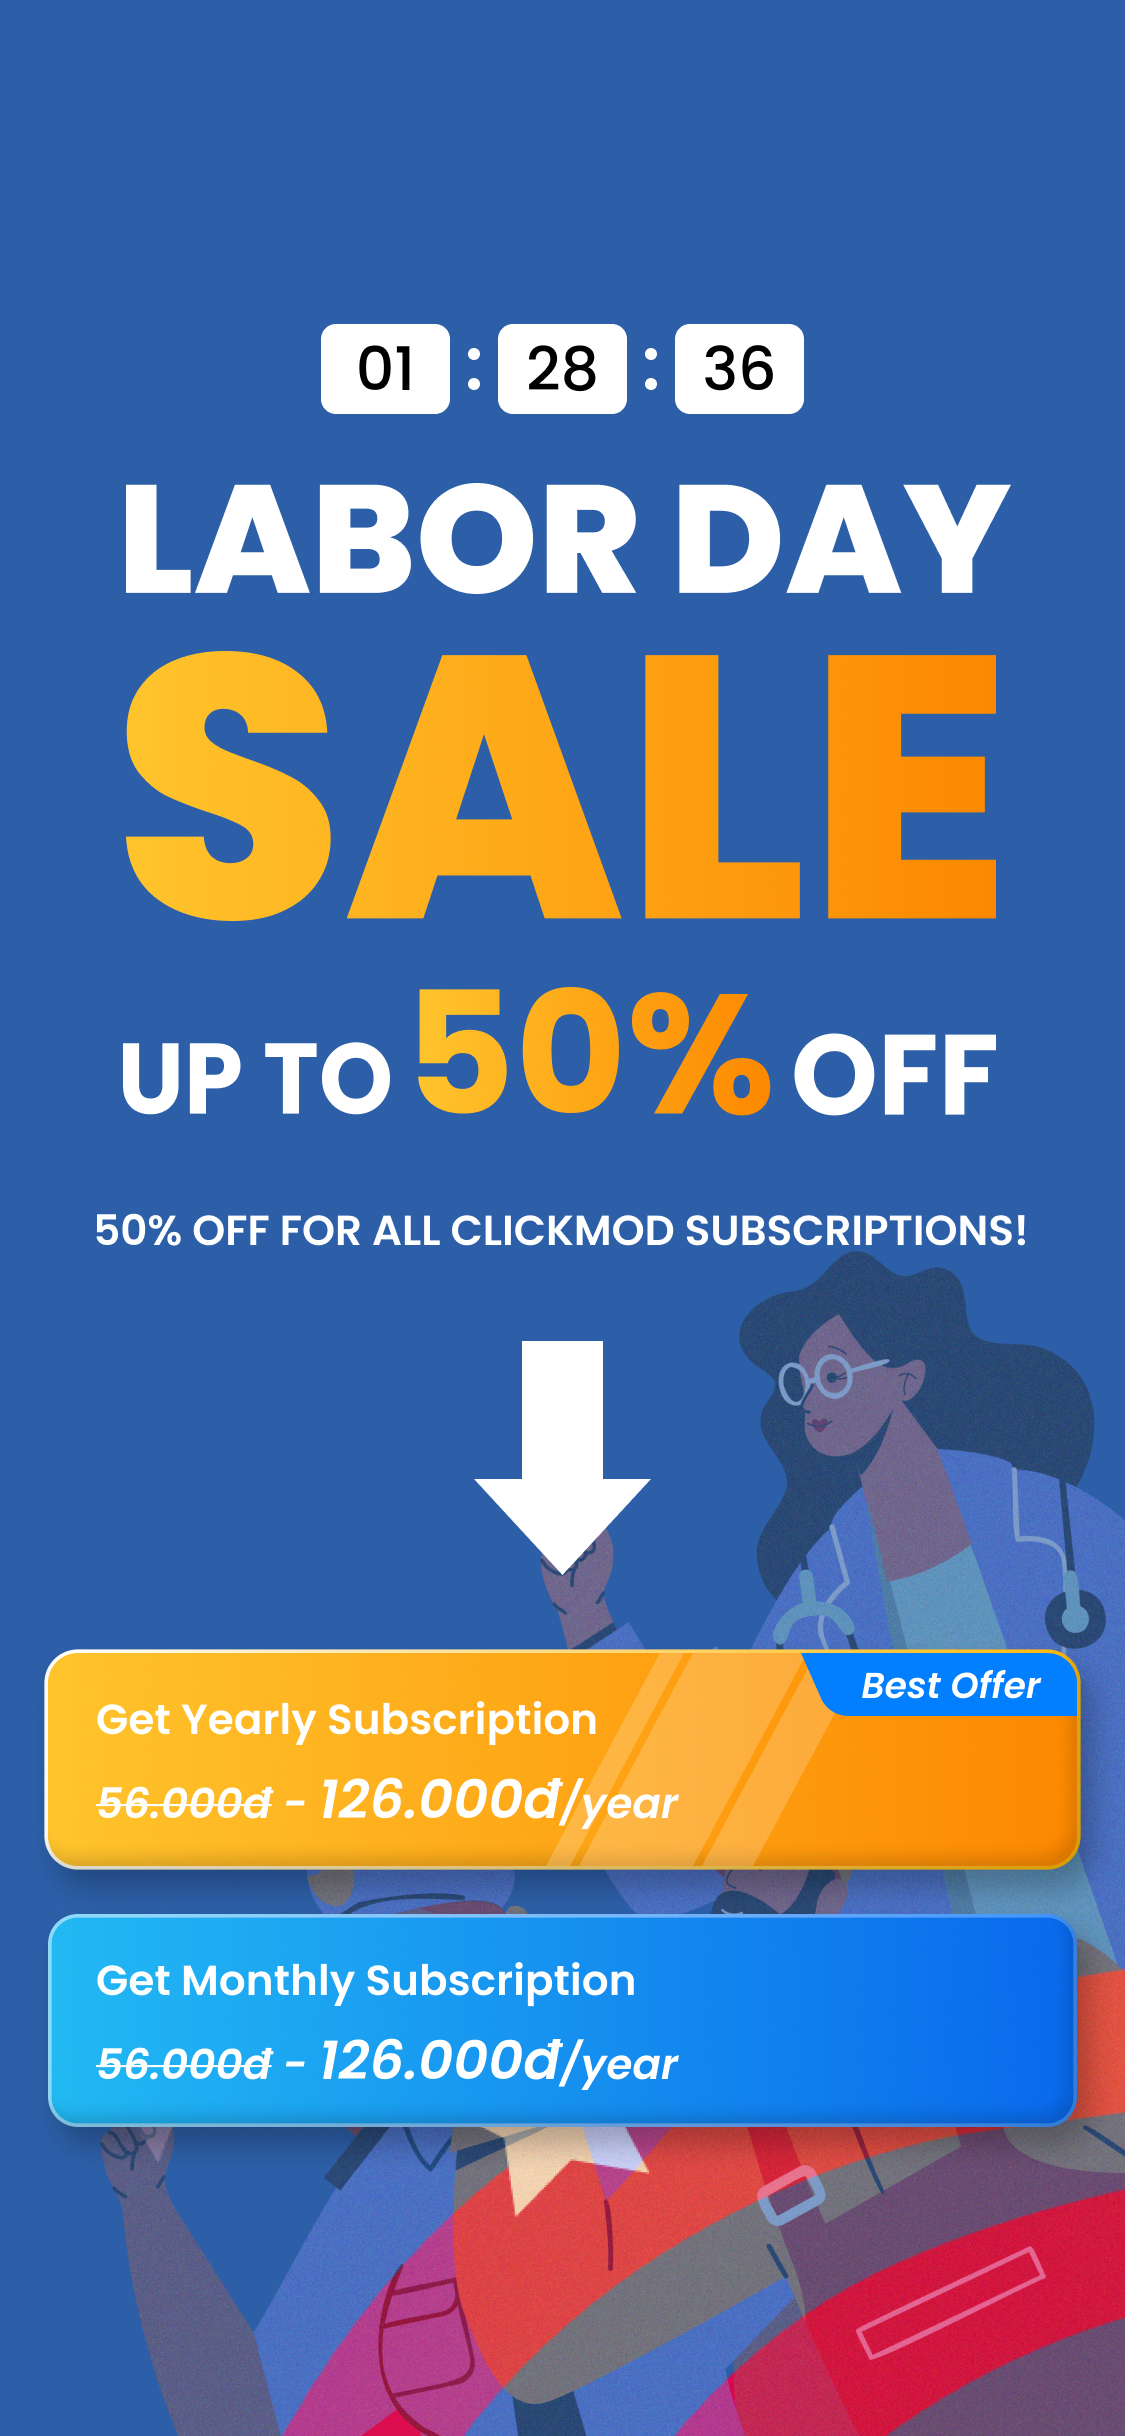 01 : 28 : 36
LABOR DAY
SALE
UP TO 50% OFF
50% OFF FOR ALL CLICKMOD SUBSCRIPTIONS!
Best Offer
Get Yearly Subscription
56.000đ - 126.000đ/year
Get Monthly Subscription
56.000đ - 126.000đ/year